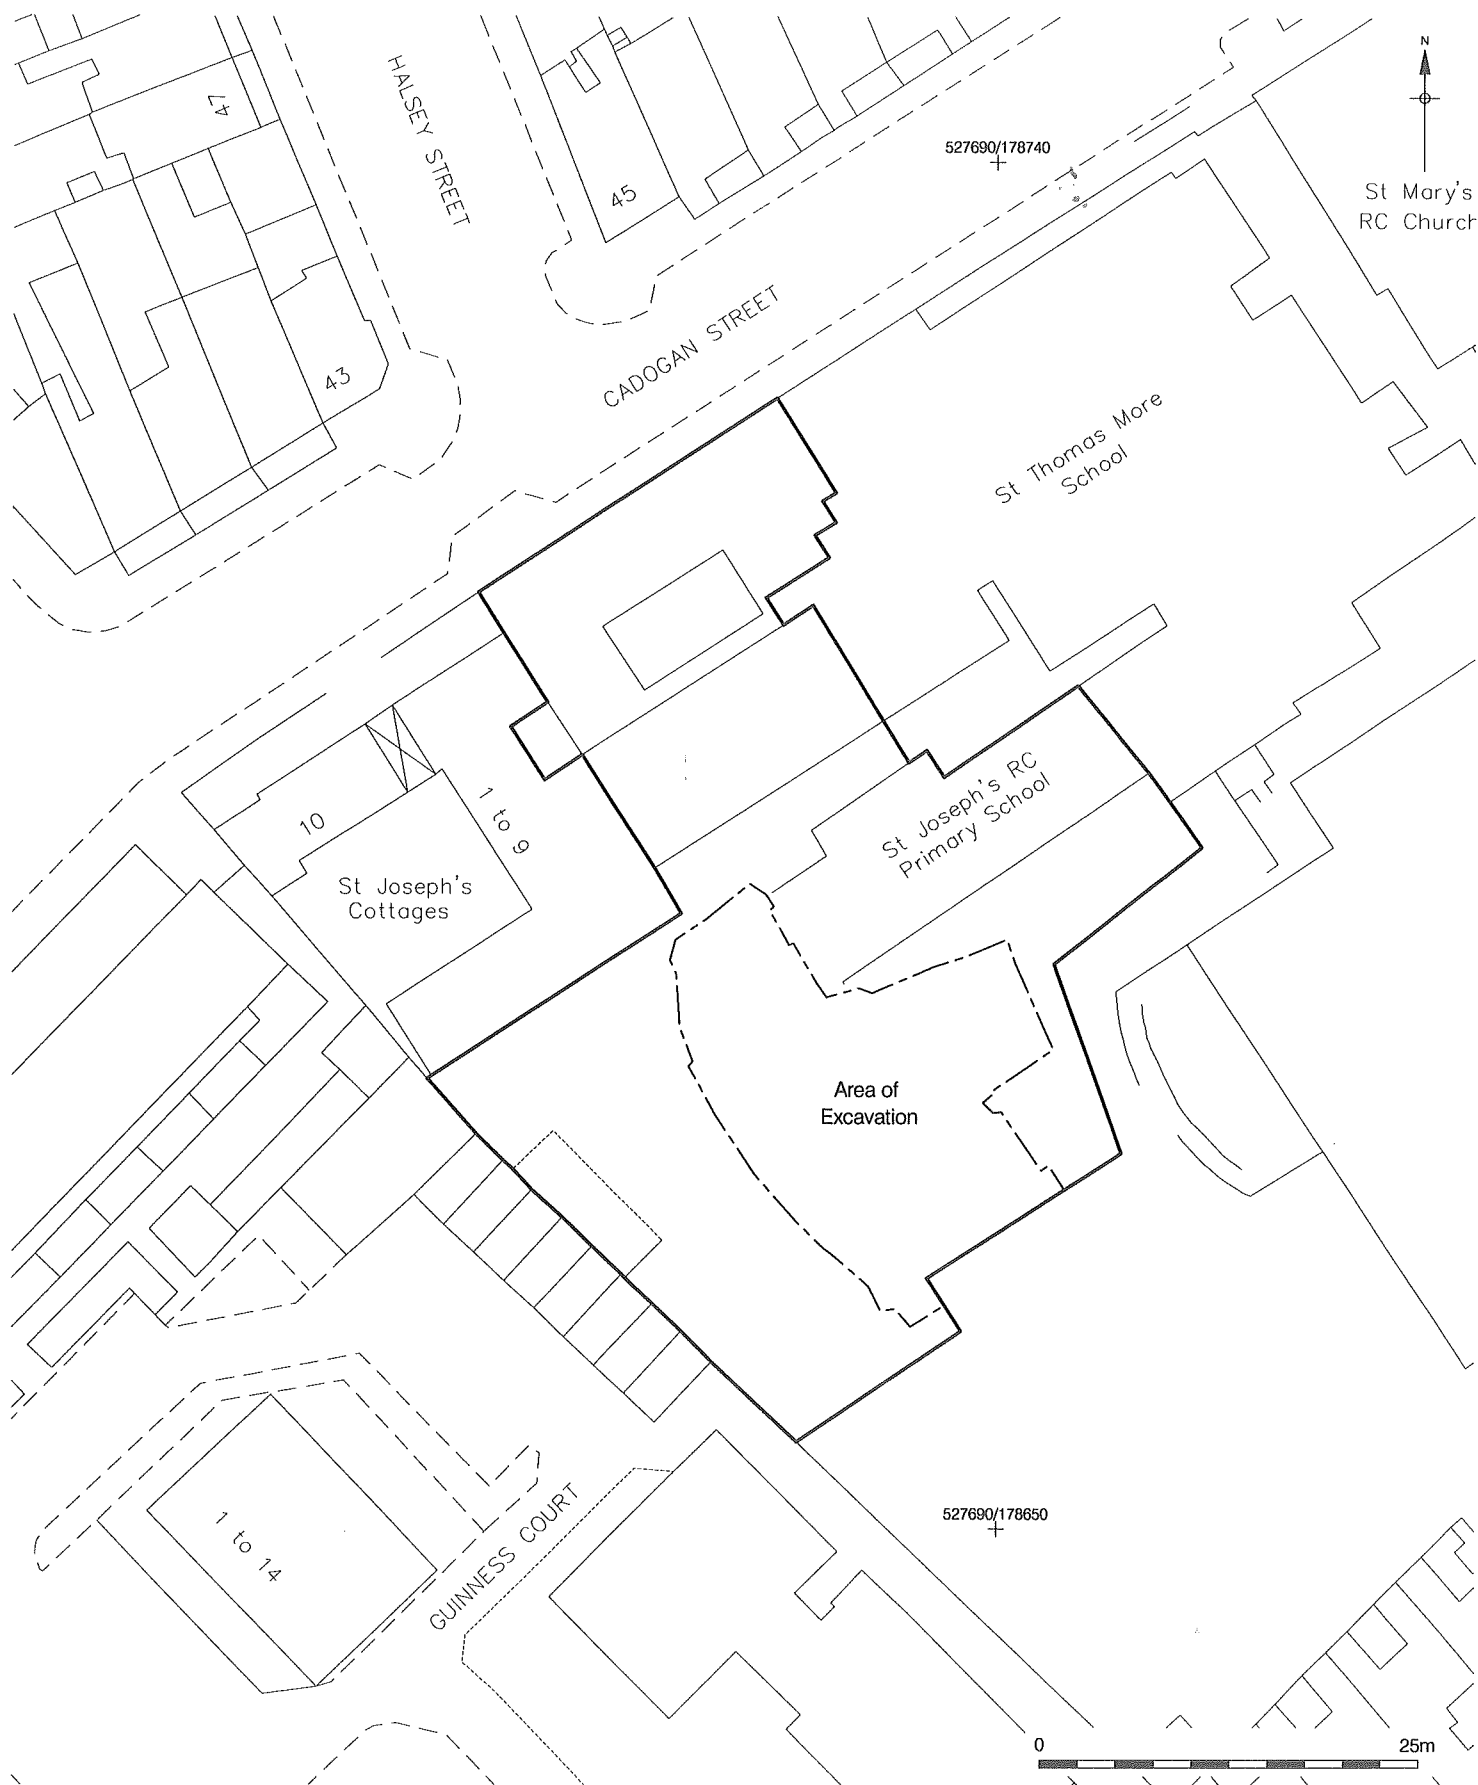 N
St Mary's
RC Church
HALSEY STREET
47
45
43
527690/178740
CADOGAN STREET
St Thomas More
School
St Joseph's RC
Primary School
10
1 to 9
St Joseph's
Cottages
Area of
Excavation
1 to 14
GUINNESS COURT
527690/178650
0
25m